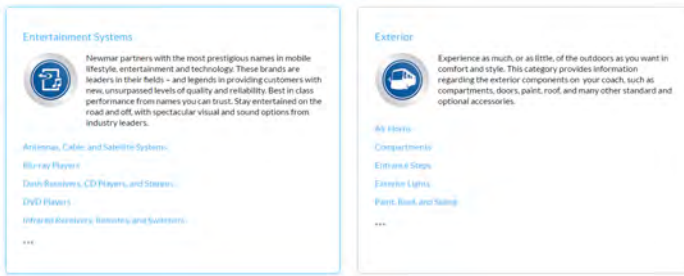 Entertainment Systems
Newmar partners with the most prestigious names in mobile
lifestyle, entertainment and technology. These brands are
leaders in their fields – and legends in providing customers with
new, unsurpassed levels of quality and reliability. Best in class
performance from names you can trust. Stay entertained on the
road and off, with spectacular visual and sound options from
industry leaders.
Antennas, Cable, and Satellite Systems
Blu-ray Players
Dash Receivers, CD Players, and Stereos
DVD Players
Infrared Receivers, Remotes, and Switchers
...
Exterior
Experience as much, or as little, of the outdoors as you want in
comfort and style. This category provides information
regarding the exterior components on your coach, such as
compartments, doors, paint, roof, and many other standard and
optional accessories.
Air Horns
Compartments
Entrance Steps
Exterior Lights
Paint, Roof, and Siding
...